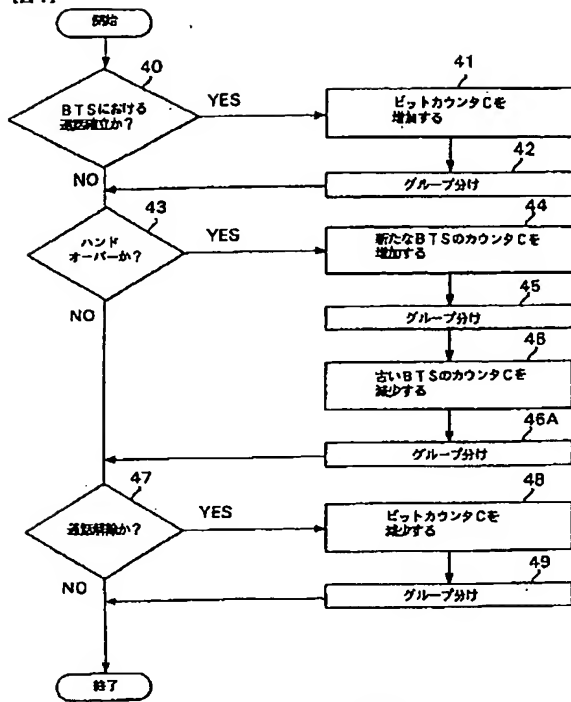 開始
40
BTSにおける
通話確立か?
YES
NO
41
ビットカウンタCを
増加する
42
グループ分け
43
ハンド
オーバーか?
YES
NO
44
新たなBTSのカウンタCを
増加する
45
グループ分け
46
古いBTSのカウンタCを
減少する
46A
グループ分け
47
通話解除か?
YES
NO
48
ビットカウンタCを
減少する
49
グループ分け
終了